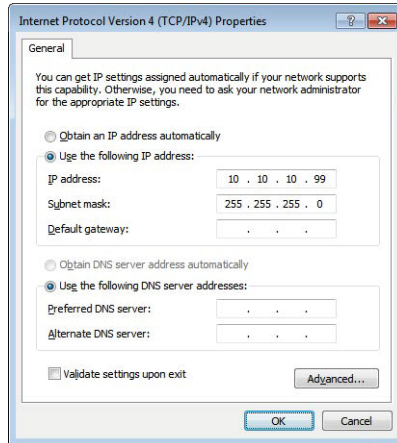 Internet Protocol Version 4 (TCP/IPv4) Properties
General
You can get IP settings assigned automatically if your network supports
this capability. Otherwise, you need to ask your network administrator
for the appropriate IP settings.
Obtain an IP address automatically
Use the following IP address:
IP address: 10 . 10 . 10 . 99
Subnet mask: 255 . 255 . 255 . 0
Default gateway: . . .
Obtain DNS server address automatically
Use the following DNS server addresses:
Preferred DNS server: . . .
Alternate DNS server: . . .
Validate settings upon exit
Advanced...
OK Cancel